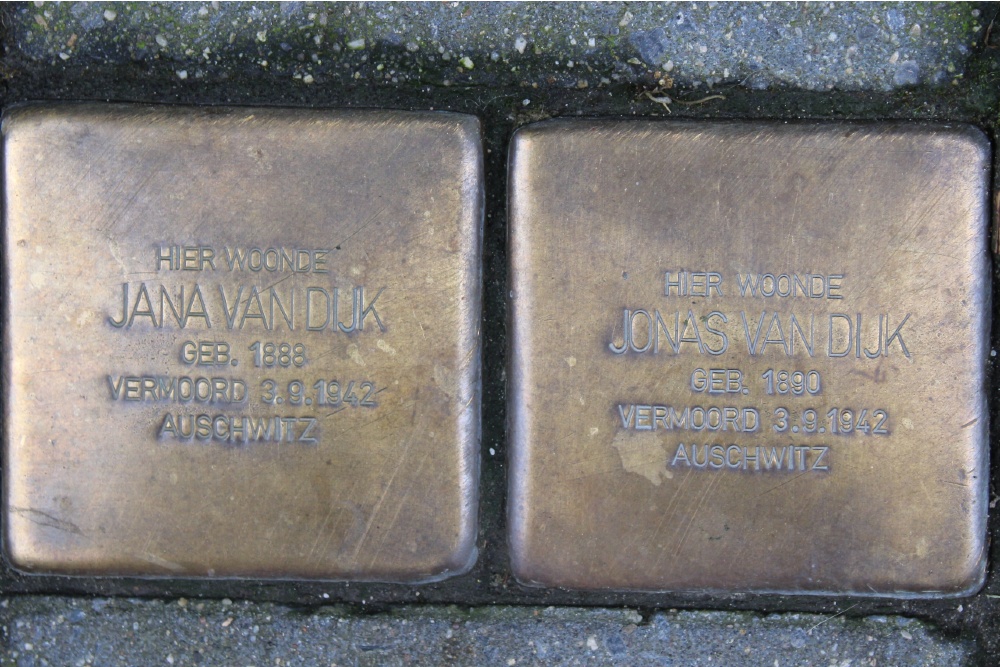 HIER WOONDE
JANA VAN DIJK
GEB. 1888
VERMOORD 3.9.1942
AUSCHWITZ
HIER WOONDE
JONAS VAN DIJK
GEB. 1890
VERMOORD 3.9.1942
AUSCHWITZ